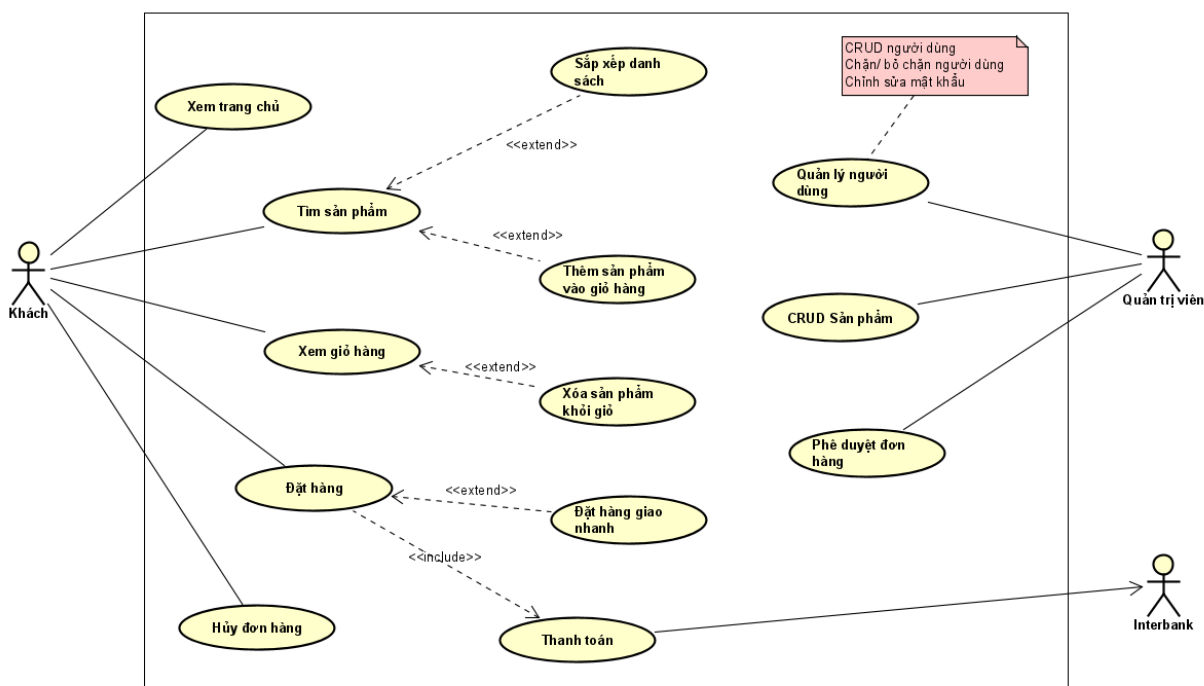 CRUD người dùng
Chặn/ bỏ chặn người dùng
Chỉnh sửa mật khẩu
Sắp xếp danh
sách
Xem trang chủ
<<extend>>
Quản lý người
dùng
Tìm sản phẩm
<<extend>>
Thêm sản phẩm
vào giỏ hàng
Khách
Quản trị viên
CRUD Sản phẩm
Xem giỏ hàng
<<extend>>
Xóa sản phẩm
khỏi giỏ
Phê duyệt đơn
hàng
Đặt hàng
<<extend>>
Đặt hàng giao
nhanh
<<include>>
Hủy đơn hàng
Thanh toán
Interbank